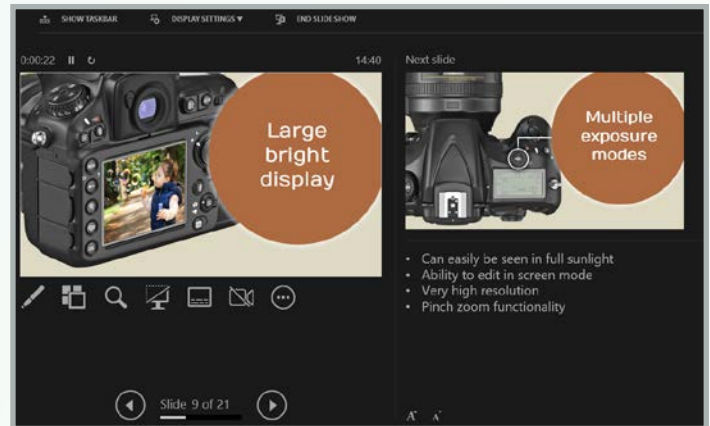 SHOW TASKBAR DISPLAY SETTINGS ▼ END SLIDE SHOW
0:00:22 14:40 Next slide
Large
bright
display
Multiple
exposure
modes
• Can easily be seen in full sunlight
• Ability to edit in screen mode
• Very high resolution
• Pinch zoom functionality
Slide 9 of 21
A A